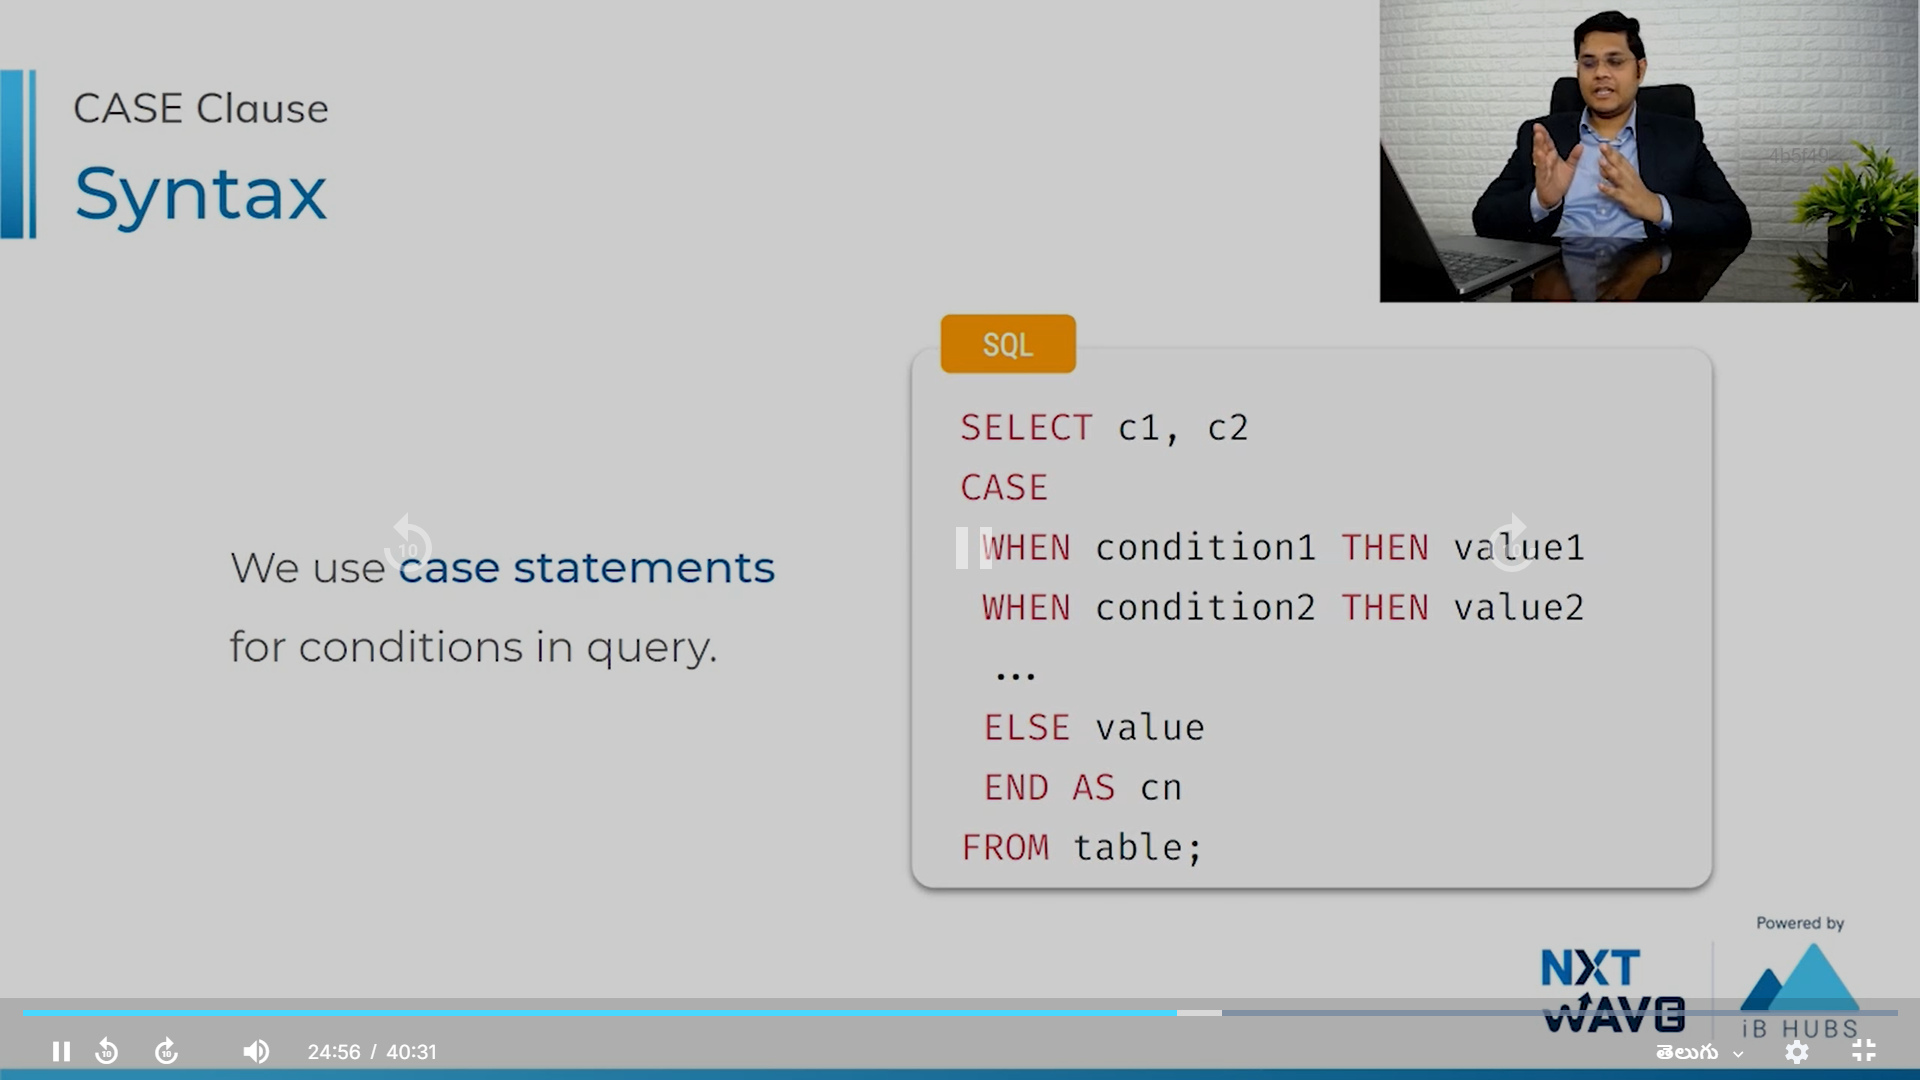 CASE Clause
Syntax
We use case statements
for conditions in query.
SQL
SELECT c1, c2
CASE
WHEN condition1 THEN value1
WHEN condition2 THEN value2
...
ELSE value
END AS cn
FROM table;
Powered by
NXT
WAVE
iB HUBS
10
10
24:56 / 40:31
తెలుగు